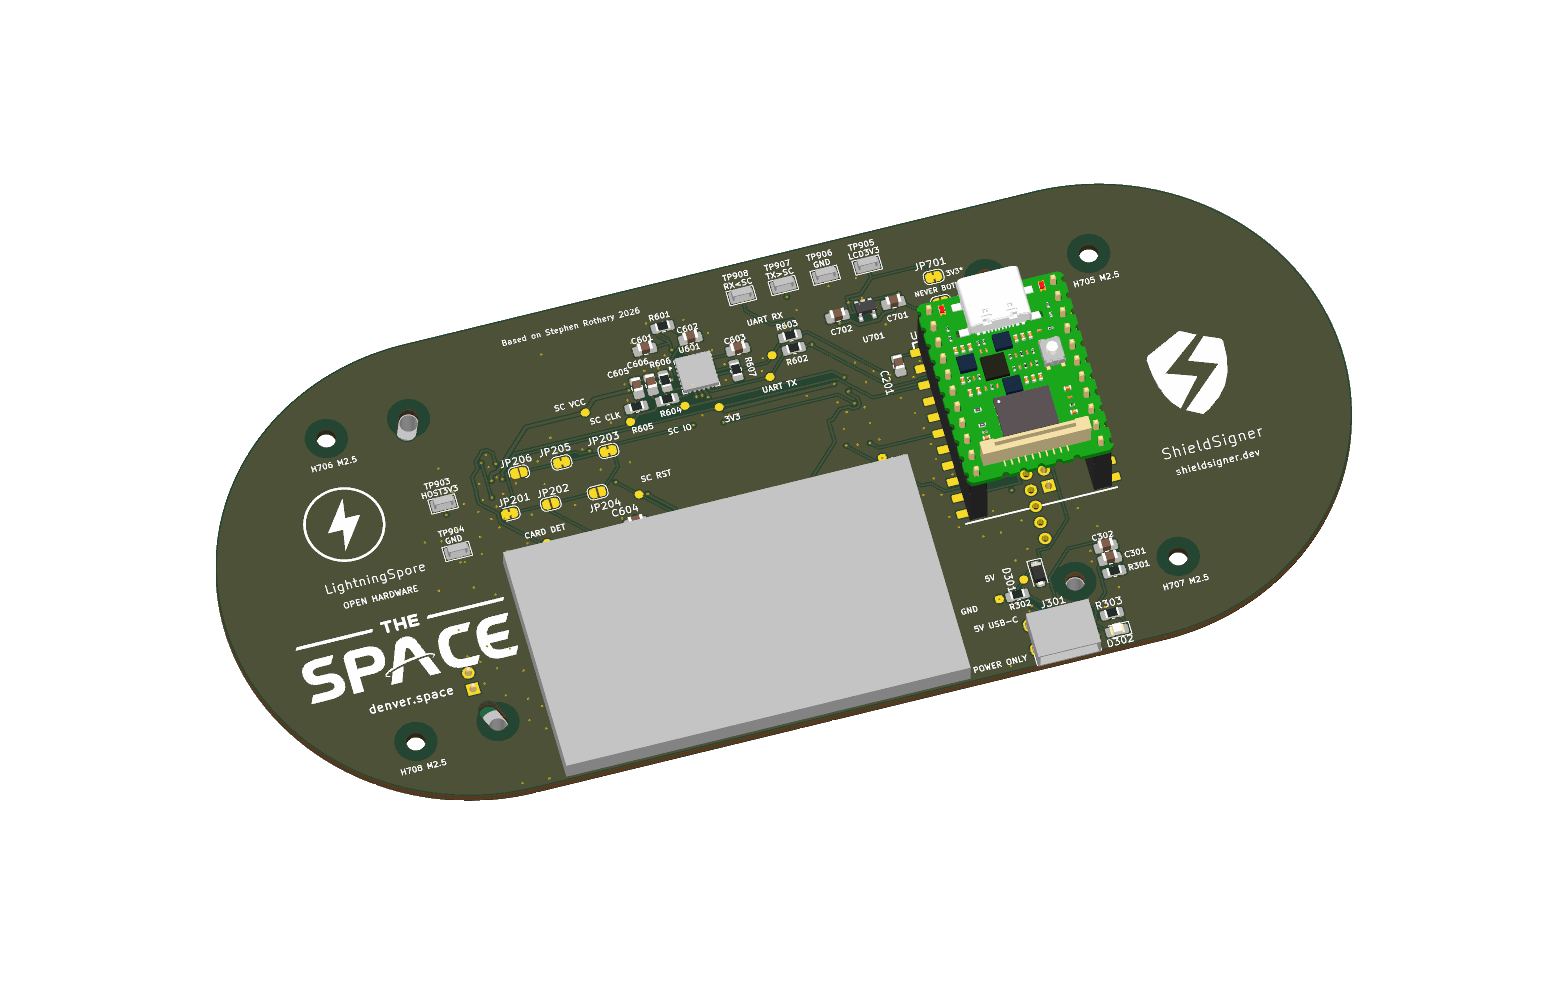 TP905
LCD3V3
TP906
GND
TP907
TX>SC
TP908
RX<SC
JP701
3V3*
NEVER BOT
H705 M2.5
Based on Stephen Rothery 2026
R601
C602
C601
U601
C603
UART RX
R603
R602
C702
U701
C701
C606
R606
C605
R607
UART TX
C201
SC VCC
SC CLK
R604
R605
SC IO
3V3
H706 M2.5
JP206
JP205
JP203
JP201
JP202
JP204
SC RST
C604
CARD DET
TP903
HOST3V3
TP904
GND
ShieldSigner
shieldsigner.dev
LightningSpore
OPEN HARDWARE
THE
SPACE
denver.space
H708 M2.5
C302
C301
R301
D301
5V
GND
R302
J301
R303
5V USB-C
D302
POWER ONLY
H707 M2.5